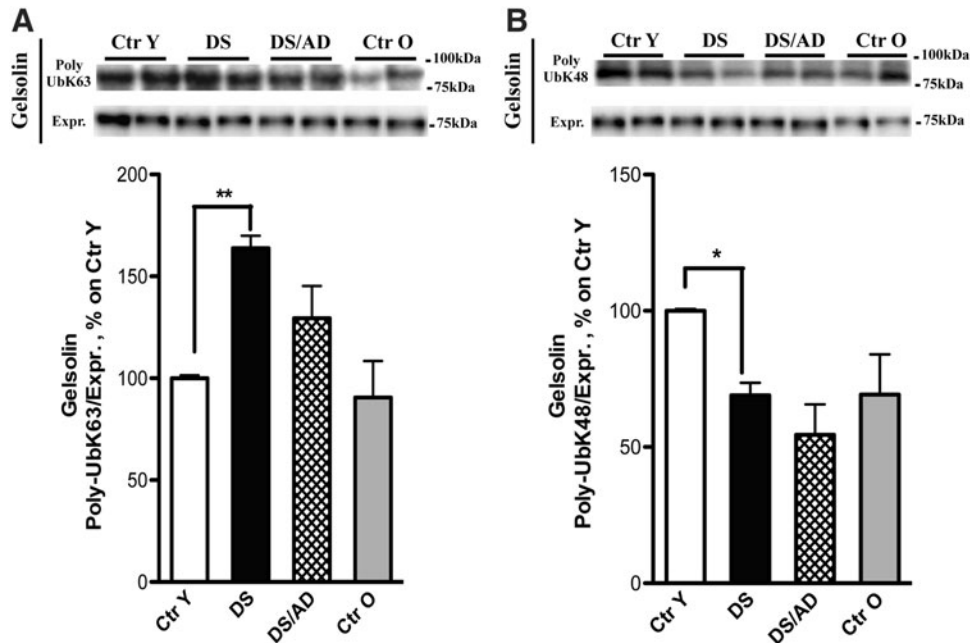 A
Gelsolin
Ctr Y DS DS/AD Ctr O
Poly
UbK63
-100kDa
-75kDa
Expr.
-75kDa
Gelsolin
Poly-UbK63/Expr., % on Ctr Y
200
150
100
50
0
**
Ctr Y DS DS/AD Ctr O
B
Gelsolin
Ctr Y DS DS/AD Ctr O
Poly
UbK48
-100kDa
-75kDa
Expr.
-75kDa
Gelsolin
Poly-UbK48/Expr., % on Ctr Y
150
100
50
0
*
Ctr Y DS DS/AD Ctr O